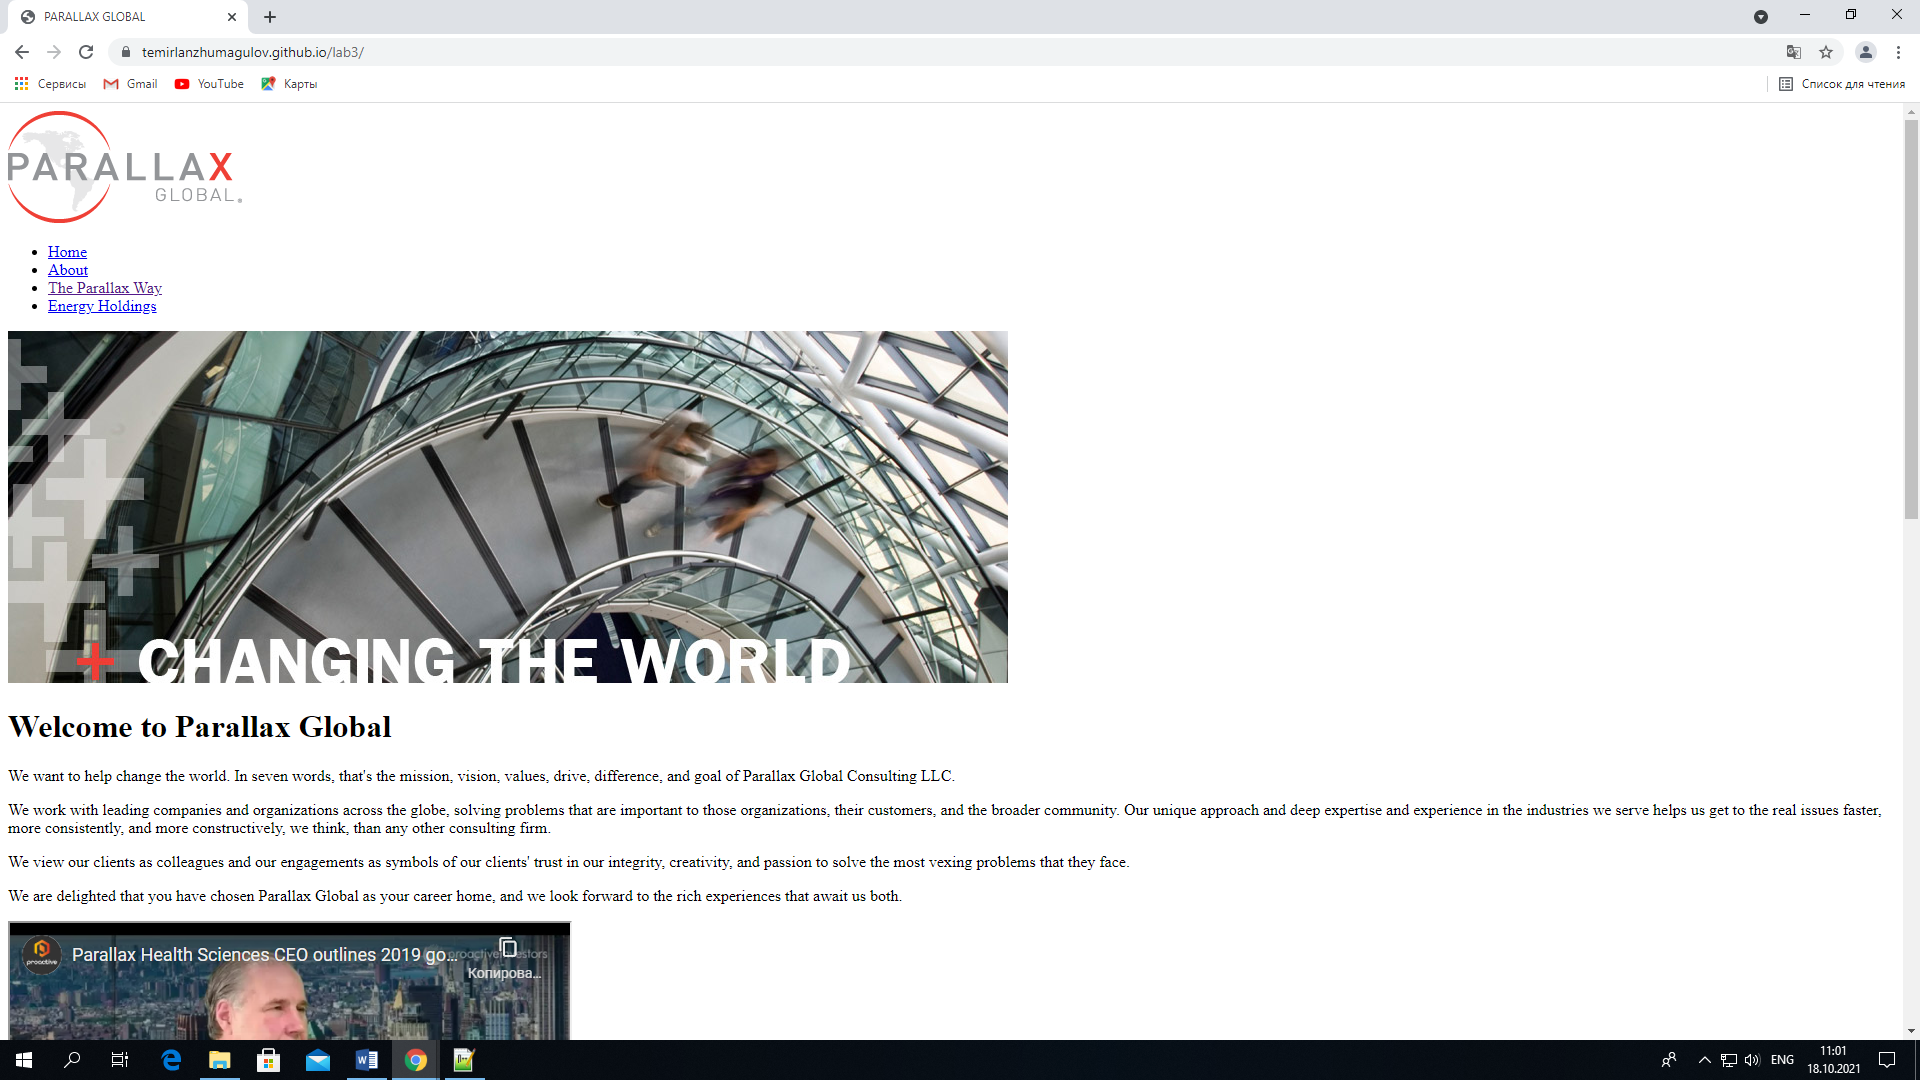 PARALLAX GLOBAL
temirlanzhumagulov.github.io/lab3/
Сервисы
Gmail
YouTube
Карты
Список для чтения
PARALLAX
GLOBAL
Home
About
The Parallax Way
Energy Holdings
+ CHANGING THE WORLD
Welcome to Parallax Global
We want to help change the world. In seven words, that's the mission, vision, values, drive, difference, and goal of Parallax Global Consulting LLC.
We work with leading companies and organizations across the globe, solving problems that are important to those organizations, their customers, and the broader community. Our unique approach and deep expertise and experience in the industries we serve helps us get to the real issues faster,
more consistently, and more constructively, we think, than any other consulting firm.
We view our clients as colleagues and our engagements as symbols of our clients' trust in our integrity, creativity, and passion to solve the most vexing problems that they face.
We are delighted that you have chosen Parallax Global as your career home, and we look forward to the rich experiences that await us both.
proactive
Parallax Health Sciences CEO outlines 2019 go...
proactiveinvestors
Копирова...
ENG
11:01
18.10.2021